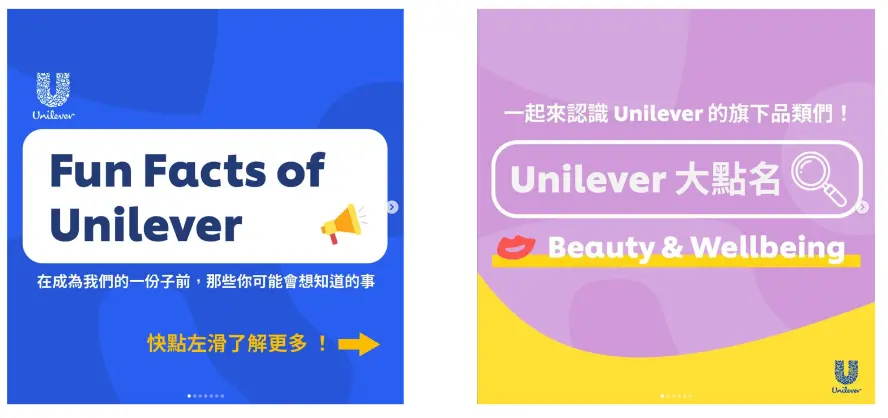 Unilever
Fun Facts of
Unilever
在成為我們的一份子前，那些你可能會想知道的事
快點左滑了解更多 ！
一起來認識 Unilever 的旗下品類們！
Unilever 大點名
Beauty & Wellbeing
Unilever